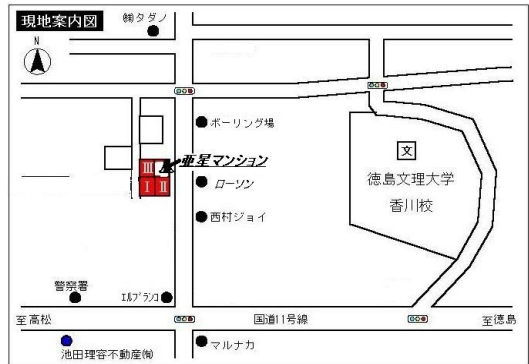 現地案内図
㈱タダノ
N
ボーリング場
亜星マンション
Ⅲ
ローソン
Ⅰ Ⅱ
西村ジョイ
文
徳島文理大学
香川校
警察署
ｴﾙﾌﾞﾗﾝｺ
至高松
国道11号線
至徳島
マルナカ
池田理容不動産㈱